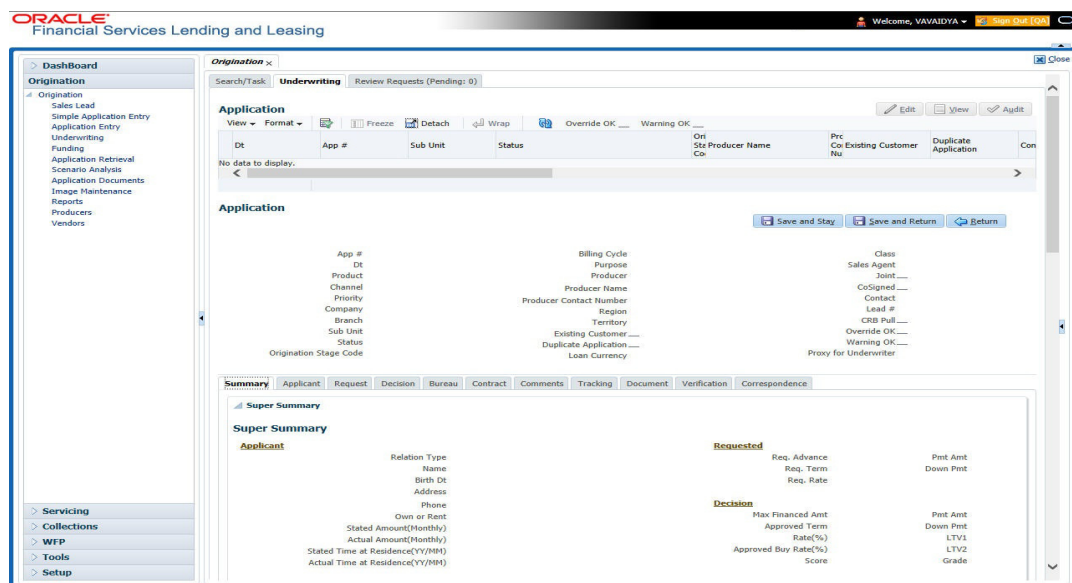 ORACLE
Financial Services Lending and Leasing
Welcome, VAVAIDYA
Sign Out [QA]
Close
DashBoard
Origination
Origination
Sales Lead
Simple Application Entry
Application Entry
Underwriting
Funding
Application Retrieval
Scenario Analysis
Application Documents
Image Maintenance
Reports
Producers
Vendors
Servicing
Collections
WFP
Tools
Setup
Origination x
Search/Task Underwriting Review Requests (Pending: 0)
Application
Edit View Audit
View Format Freeze Detach Wrap Override OK Warning OK
Dt App # Sub Unit Status Ori Sta Co Producer Name Pro Co Nu Existing Customer Duplicate Application Con
No data to display.
Application
Save and Stay Save and Return Return
App # Billing Cycle Class
Dt Purpose Sales Agent
Product Producer Joint
Channel Producer Name CoSigned
Priority Producer Contact Number Contact
Company Region Lead #
Branch Territory CRB Pull
Sub Unit Existing Customer Override OK
Status Duplicate Application Warning OK
Origination Stage Code Loan Currency Proxy for Underwriter
Summary Applicant Request Decision Bureau Contract Comments Tracking Document Verification Correspondence
Super Summary
Super Summary
Applicant
Relation Type
Name
Birth Dt
Address
Phone
Own or Rent
Stated Amount(Monthly)
Actual Amount(Monthly)
Stated Time at Residence(YY/MM)
Actual Time at Residence(YY/MM)
Requested
Req. Advance Pmt Amt
Req. Term Down Pmt
Req. Rate
Decision
Max Financed Amt Pmt Amt
Approved Term Down Pmt
Rate(%) LTV1
Approved Buy Rate(%) LTV2
Score Grade